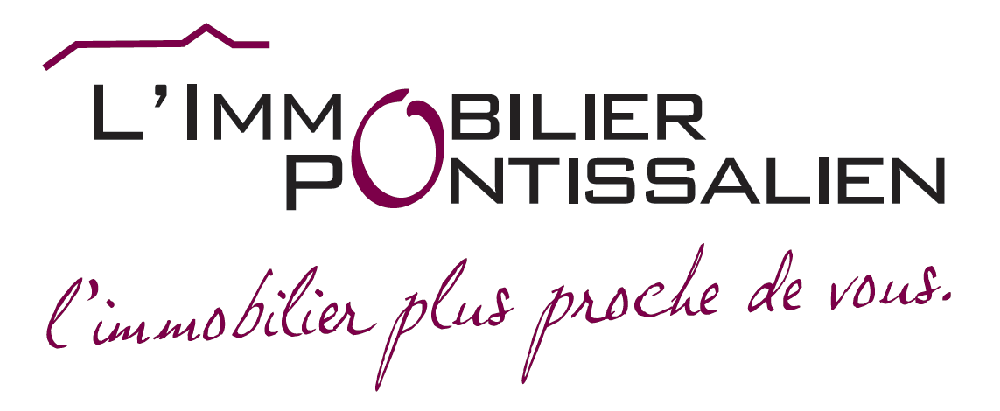 L'IMMOBILIER
PONTISSALIEN
l'immobilier plus proche de vous.